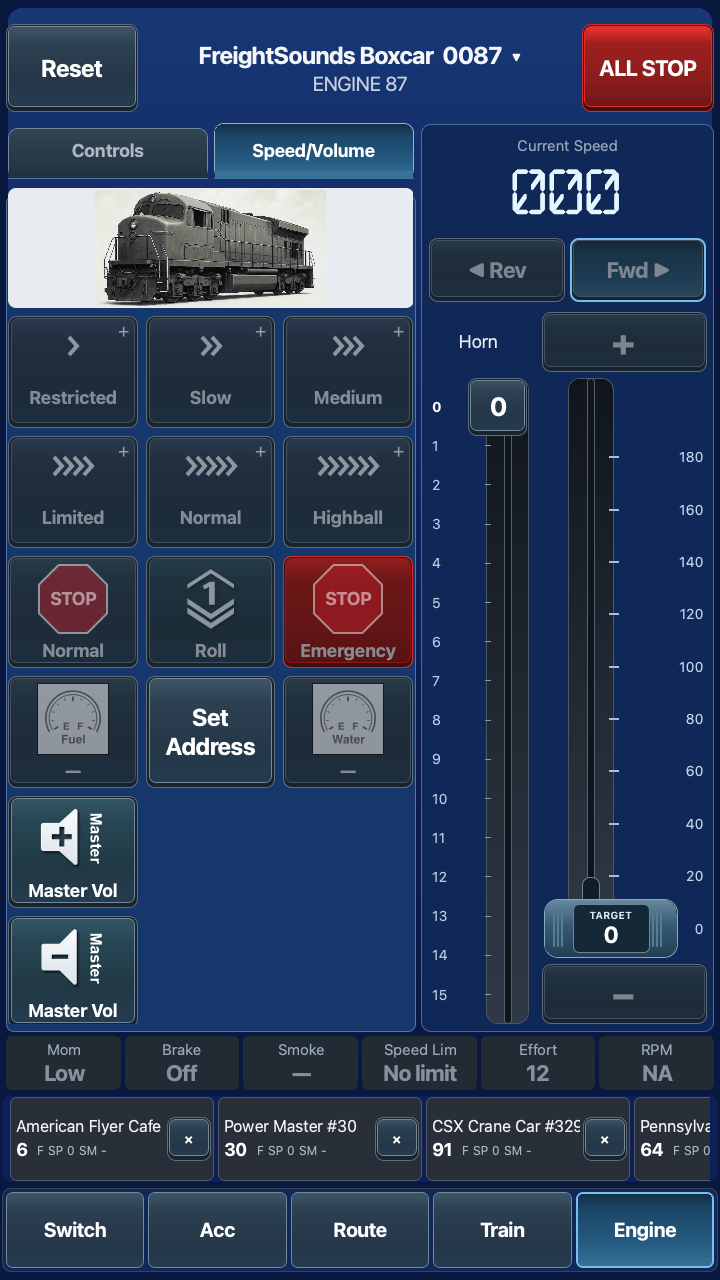 Reset
FreightSounds Boxcar 0087 ▼
ENGINE 87
ALL STOP
Controls
Speed/Volume
Current Speed
000
Rev
Fwd
Horn
+
Restricted
+
Slow
+
Medium
+
Limited
+
Normal
+
Highball
+
STOP
Normal
1
Roll
STOP
Emergency
E F
Fuel
—
Set
Address
E F
Water
—
Master
Master Vol
Master
Master Vol
0
0
1
2
3
4
5
6
7
8
9
10
11
12
13
14
15
180
160
140
120
100
80
60
40
20
0
TARGET
0
−
Mom
Low
Brake
Off
Smoke
—
Speed Lim
No limit
Effort
12
RPM
NA
American Flyer Cafe
6 F SP 0 SM -
×
Power Master #30
30 F SP 0 SM -
×
CSX Crane Car #329
91 F SP 0 SM -
×
Pennsylva
64 F SP 0
Switch
Acc
Route
Train
Engine